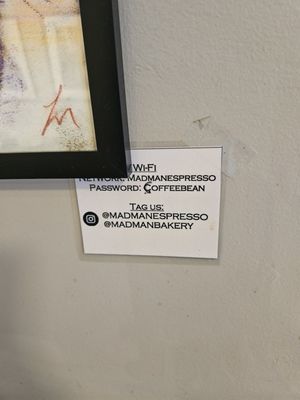 Wi-Fi
Network: Madmanespresso
Password: Coffeebean
Tag us:
@madmanespresso
@madmanbakery